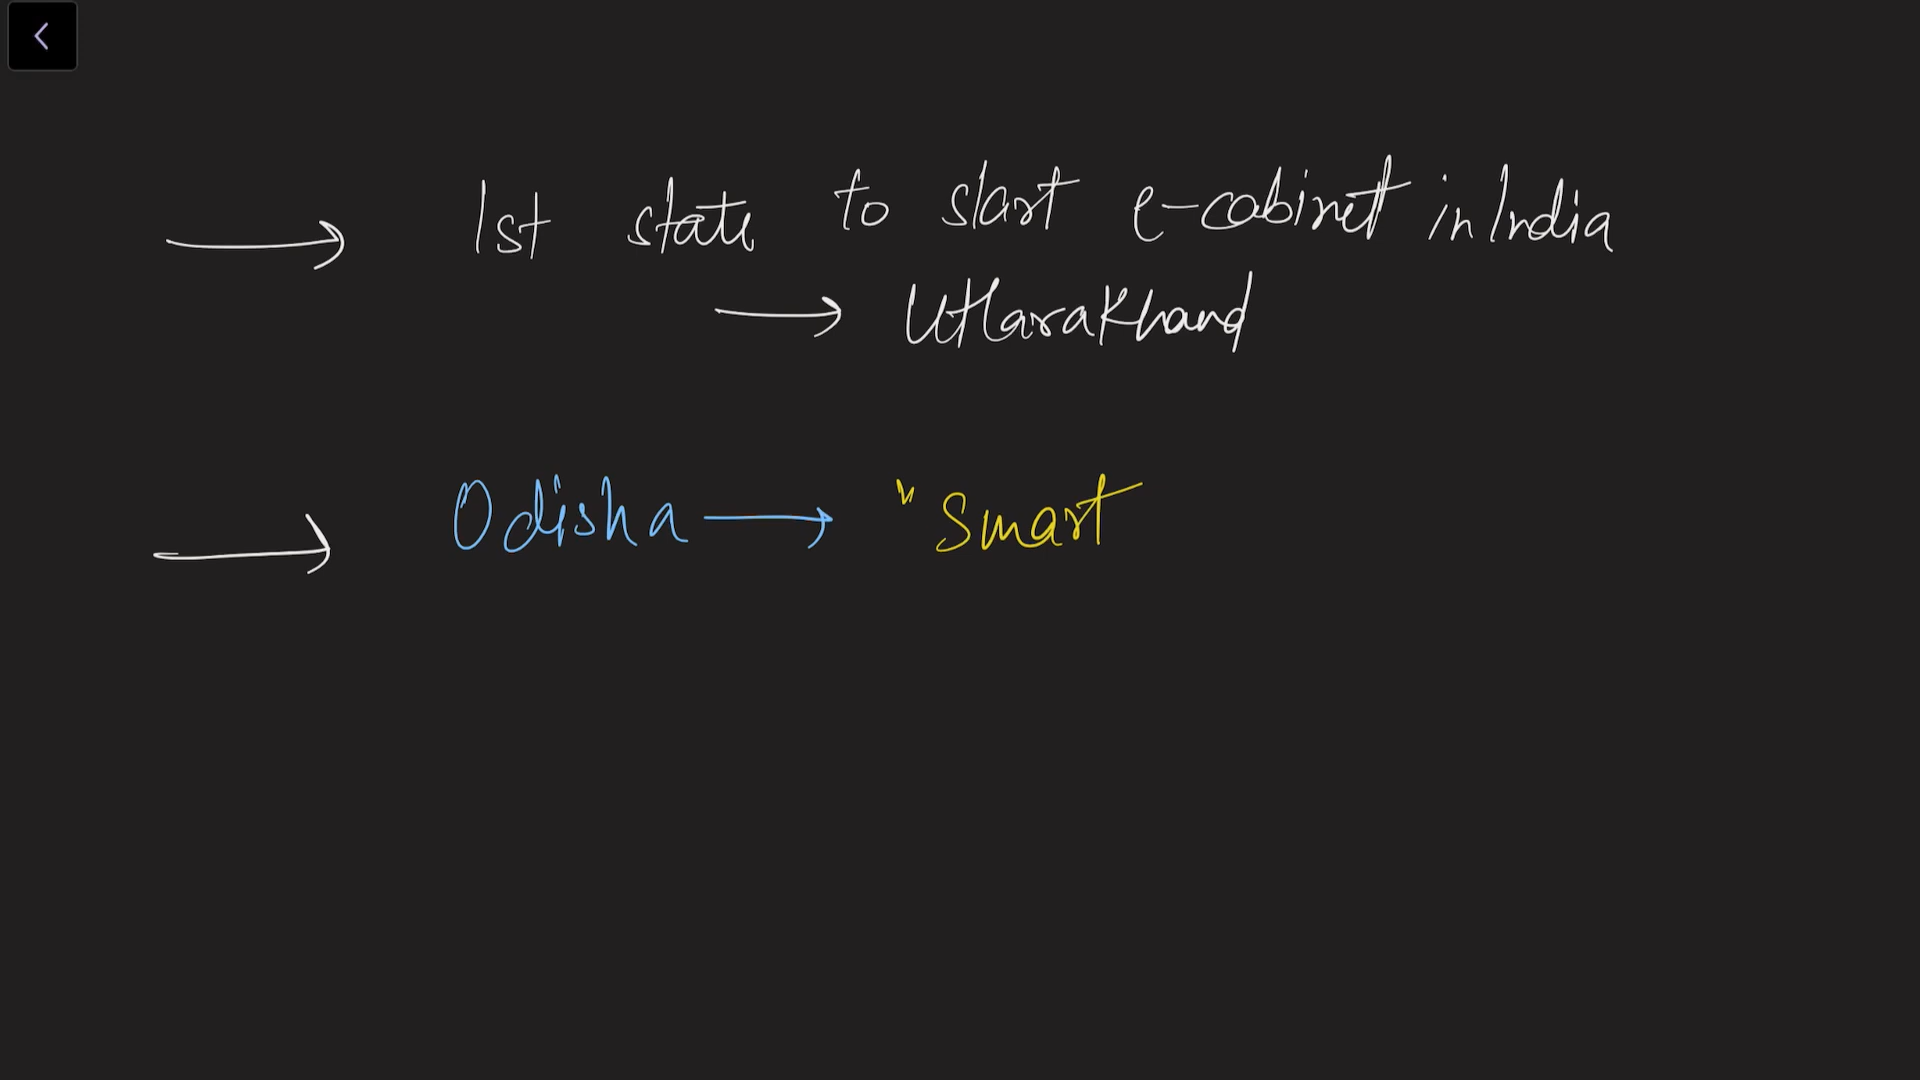 → 1st state to start e-cabinet in India
→ Uttarakhand
→ Odisha → "Smart